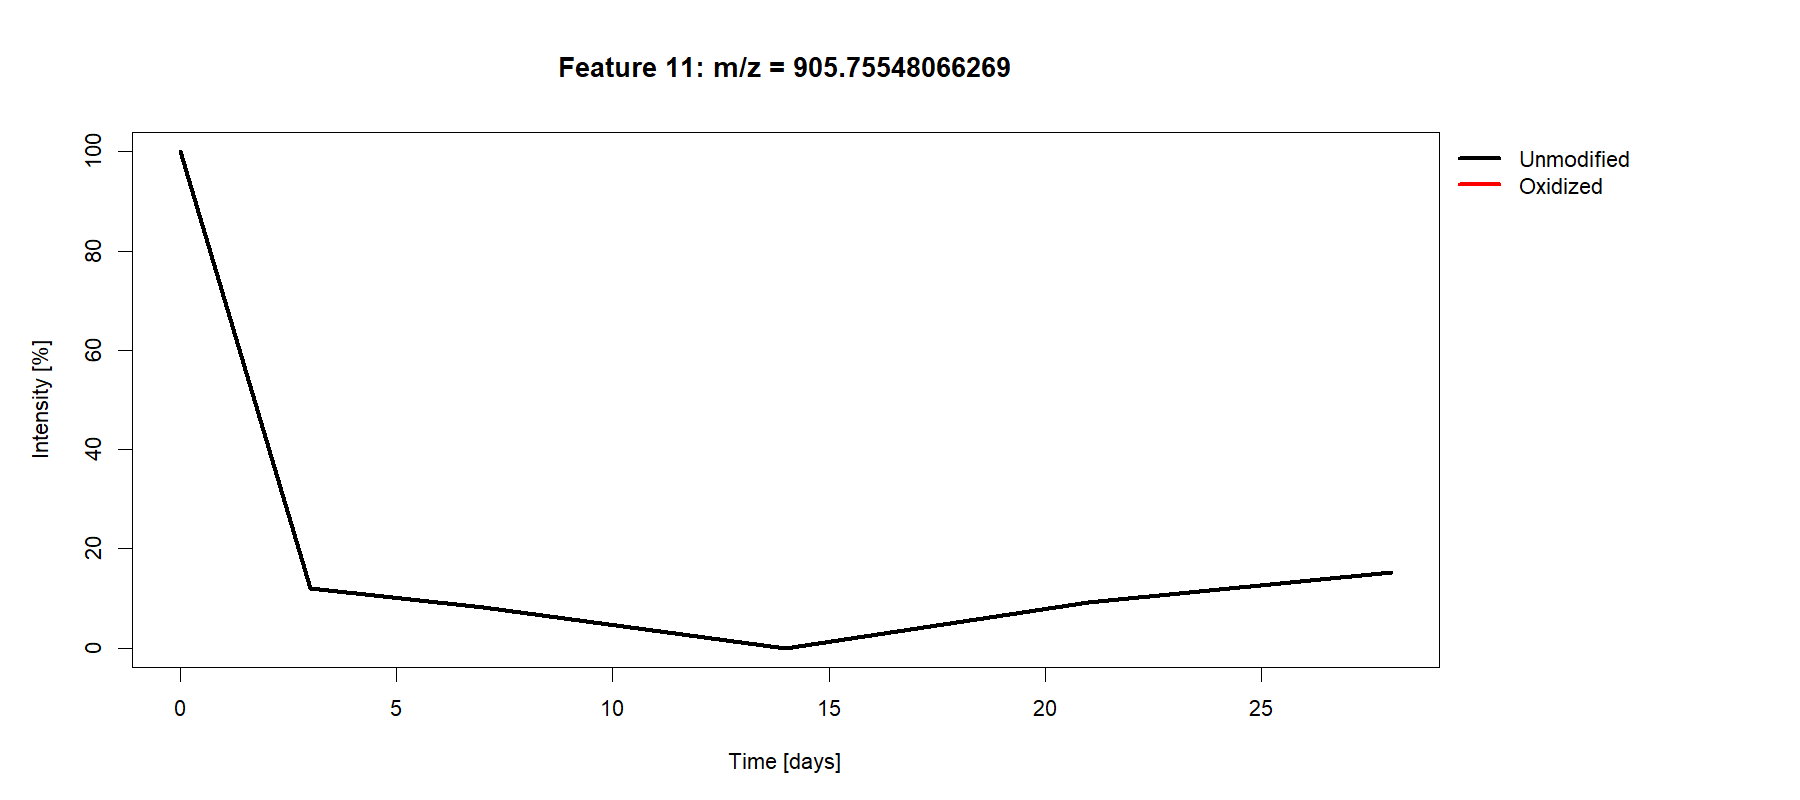 Feature 11: m/z = 905.75548066269
Unmodified
Oxidized
Intensity [%]
100
80
60
40
20
0
0 5 10 15 20 25
Time [days]